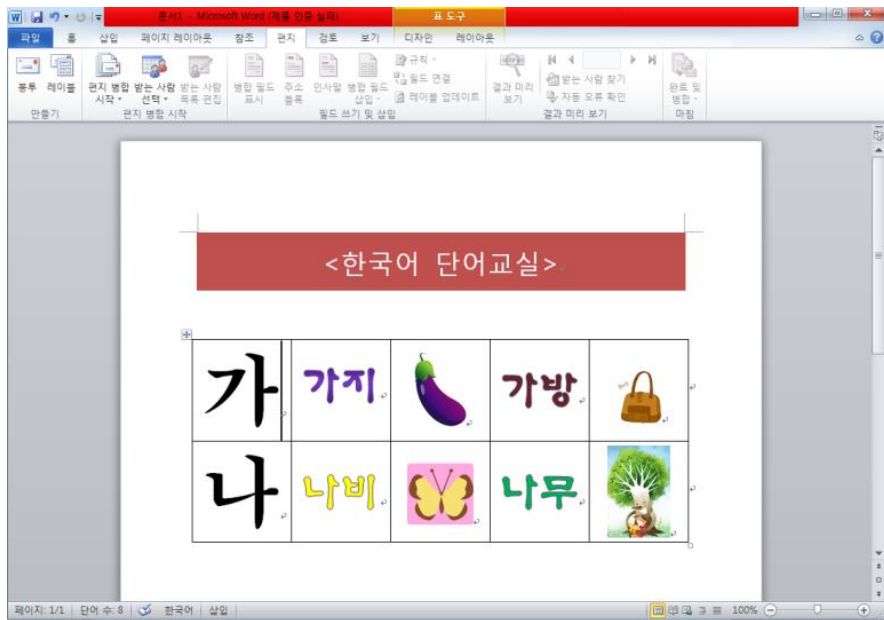 문서1 - Microsoft Word (제품 인증 실패)
표 도구
파일 홈 삽입 페이지 레이아웃 참조 편지 검토 보기 디자인 레이아웃
봉투 레이블 편지 병합 시작 받는 사람 선택 받는 사람 목록 편집 병합 필드 표시 주소 블록 인사말 병합 필드 삽입 규칙 필드 연결 레이블 업데이트 결과 미리 보기 받는 사람 찾기 자동 오류 확인 완료 및 병합
만들기 편지 병합 시작 필드 쓰기 및 삽입 결과 미리 보기 마침
<한국어 단어교실>
가 가지 가방
나 나비 나무
페이지: 1/1 단어 수: 8 한국어 삽입 100%